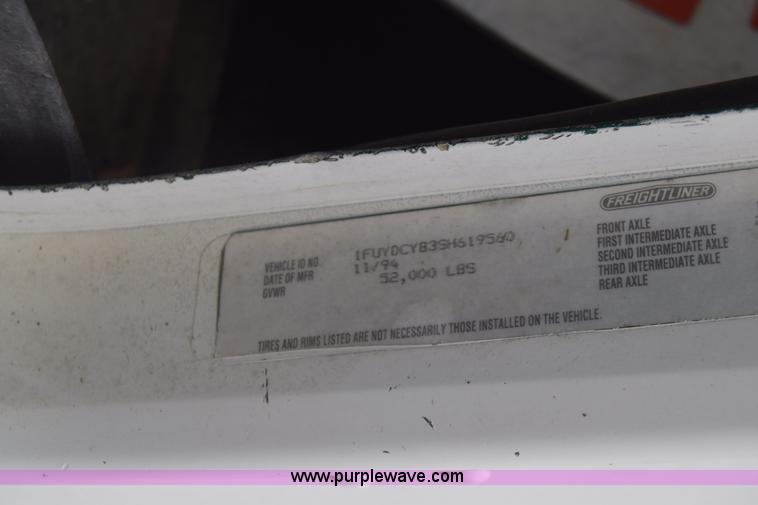 FREIGHTLINER
VEHICLE ID NO. 1FUYDCYB3SH619560
DATE OF MFR 11/94
GVWR 52,000 LBS
FRONT AXLE
FIRST INTERMEDIATE AXLE
SECOND INTERMEDIATE AXLE
THIRD INTERMEDIATE AXLE
REAR AXLE
TIRES AND RIMS LISTED ARE NOT NECESSARILY THOSE INSTALLED ON THE VEHICLE.
www.purplewave.com